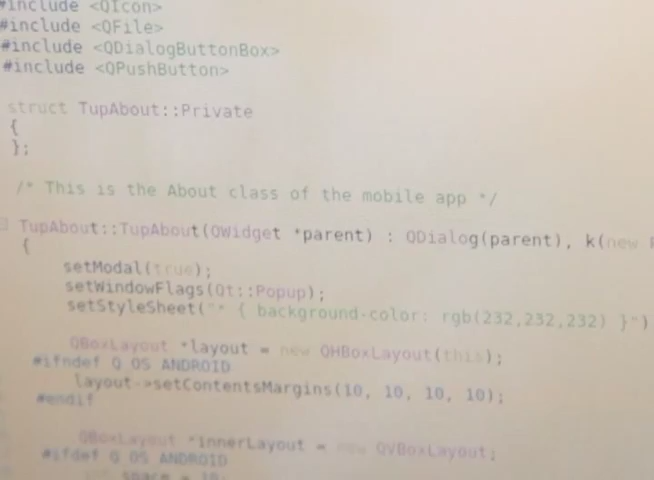 #include <QIcon>
#include <QFile>
#include <QDialogButtonBox>
#include <QPushButton>
struct TupAbout::Private
{
};
/* This is the About class of the mobile app */
TupAbout::TupAbout(QWidget *parent) : QDialog(parent), k(new
{
setModal(true);
setWindowFlags(Qt::Popup);
setStyleSheet("* { background-color: rgb(232,232,232) }")
QBoxLayout *layout = new QHBoxLayout(this);
#ifndef Q_OS_ANDROID
layout->setContentsMargins(10, 10, 10, 10);
#endif
QBoxLayout *innerLayout = new QVBoxLayout;
#ifdef Q_OS_ANDROID
int space = 10;